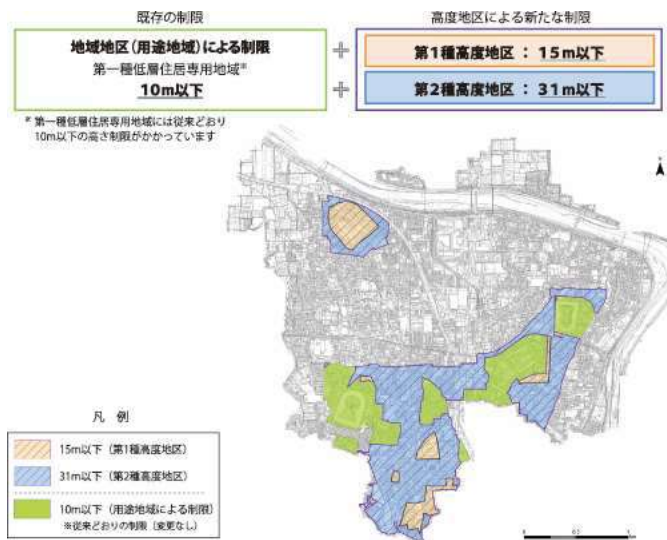 既存の制限
高度地区による新たな制限
地域地区(用途地域)による制限
第一種低層住居専用地域※
10m以下
+
第1種高度地区 : 15m以下
+
第2種高度地区 : 31m以下
※ 第一種低層住居専用地域には従来どおり
10m以下の高さ制限がかかっています
凡 例
15m以下(第1種高度地区)
31m以下(第2種高度地区)
10m以下(用途地域による制限)
※従来どおりの制限(変更なし)